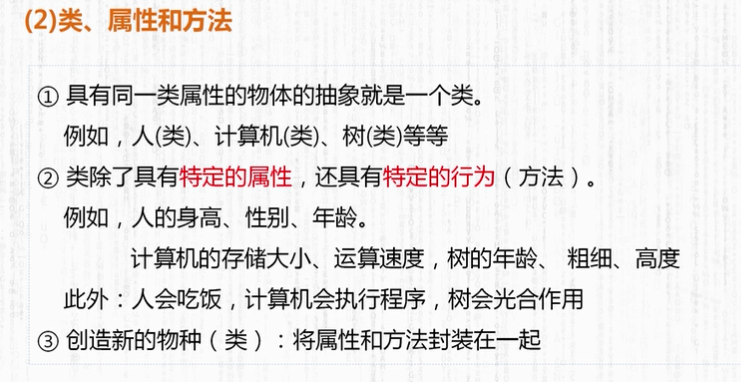 (2)类、属性和方法
① 具有同一类属性的物体的抽象就是一个类。
例如，人(类)、计算机(类)、树(类)等等
② 类除了具有特定的属性，还具有特定的行为（方法）。
例如，人的身高、性别、年龄。
计算机的存储大小、运算速度，树的年龄、 粗细、高度
此外：人会吃饭，计算机会执行程序，树会光合作用
③ 创造新的物种（类）：将属性和方法封装在一起